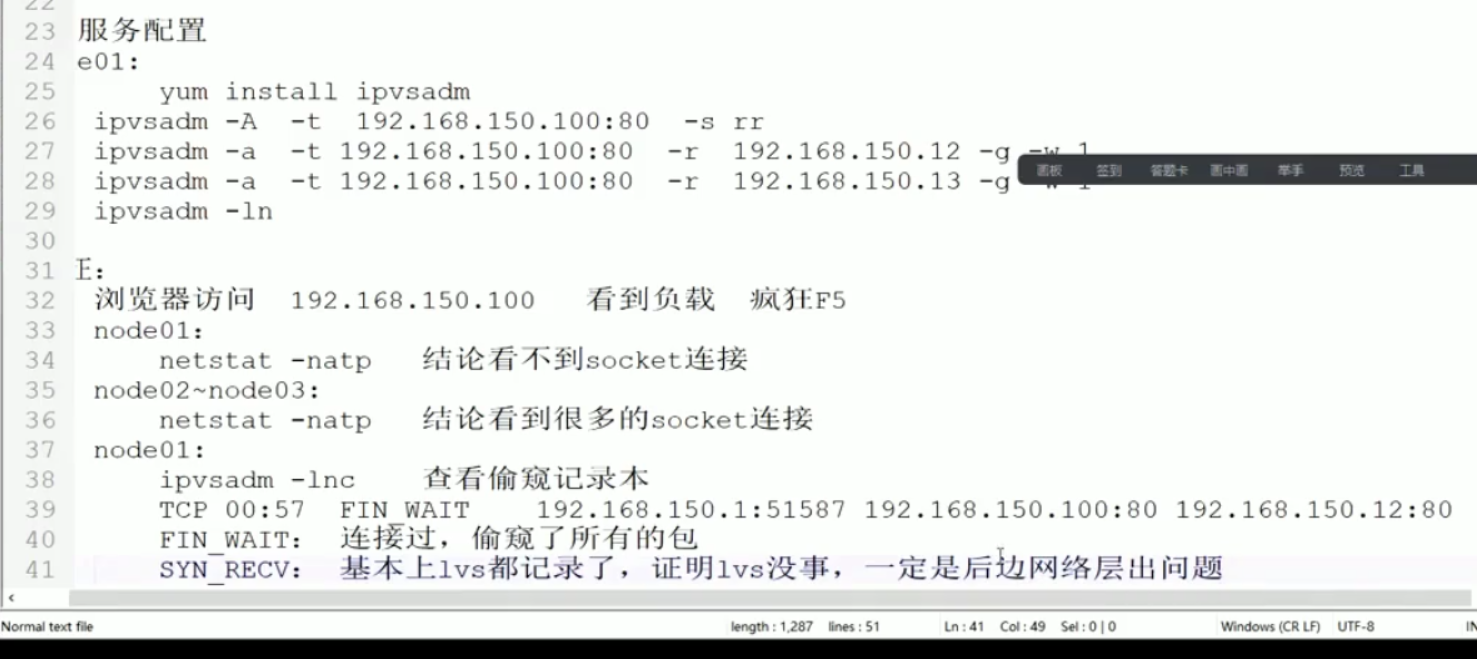 22
23 服务配置
24 e01:
25 yum install ipvsadm
26 ipvsadm -A -t 192.168.150.100:80 -s rr
27 ipvsadm -a -t 192.168.150.100:80 -r 192.168.150.12 -g -w 1
28 ipvsadm -a -t 192.168.150.100:80 -r 192.168.150.13 -g -w 1
画板 签到 答题卡 画中画 举手 预览 工具
29 ipvsadm -ln
30
31 :
32 浏览器访问 192.168.150.100 看到负载 疯狂F5
33 node01:
34 netstat -natp 结论看不到socket连接
35 node02~node03:
36 netstat -natp 结论看到很多的socket连接
37 node01:
38 ipvsadm -lnc 查看偷窥记录本
39 TCP 00:57 FIN_WAIT 192.168.150.1:51587 192.168.150.100:80 192.168.150.12:80
40 FIN_WAIT: 连接过，偷窥了所有的包
41 SYN_RECV: 基本上lvs都记录了，证明lvs没事，一定是后边网络层出问题
Normal text file length : 1,287 lines : 51 Ln : 41 Col : 49 Sel : 0 | 0 Windows (CR LF) UTF-8 IN